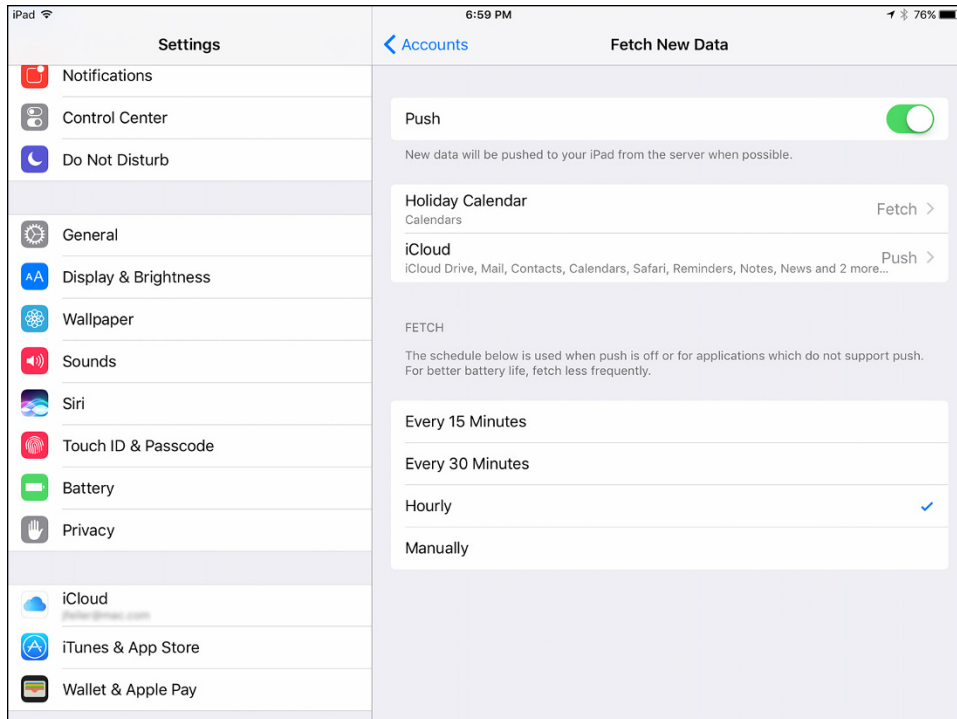 iPad
6:59 PM
76%
Settings
Notifications
Control Center
Do Not Disturb
General
AA
Display & Brightness
Wallpaper
Sounds
Siri
Touch ID & Passcode
Battery
Privacy
iCloud
iTunes & App Store
Wallet & Apple Pay
Accounts
Fetch New Data
Push
New data will be pushed to your iPad from the server when possible.
Holiday Calendar
Fetch
Calendars
iCloud
Push
iCloud Drive, Mail, Contacts, Calendars, Safari, Reminders, Notes, News and 2 more...
FETCH
The schedule below is used when push is off or for applications which do not support push.
For better battery life, fetch less frequently.
Every 15 Minutes
Every 30 Minutes
Hourly
Manually